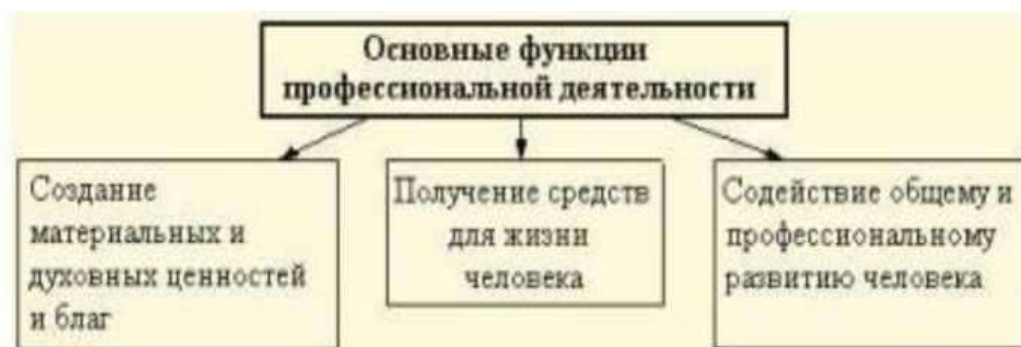 Основные функции
профессиональной деятельности
Создание
материальных и
духовных ценностей
и благ
Получение средств
для жизни
человека
Содействие общему и
профессиональному
развитию человека